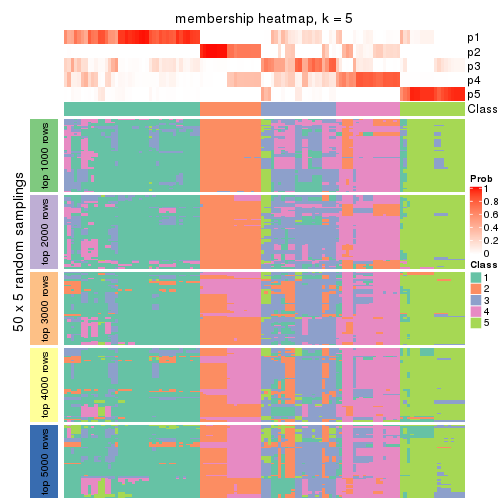 membership heatmap, k = 5
p1
p2
p3
p4
p5
Class
50 x 5 random samplings
top 1000 rows
top 2000 rows
top 3000 rows
top 4000 rows
top 5000 rows
Prob
1
0.8
0.6
0.4
0.2
0
Class
1
2
3
4
5